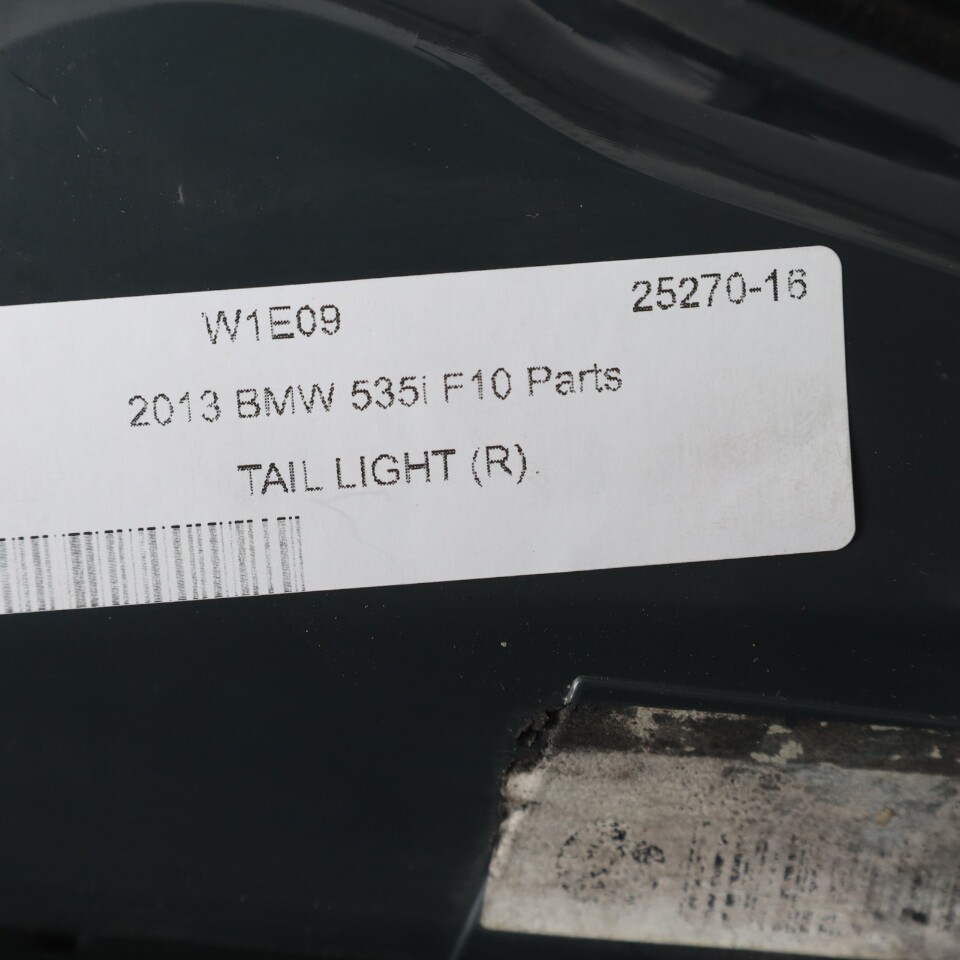 W1E09 25270-16
2013 BMW 535i F10 Parts
TAIL LIGHT (R)